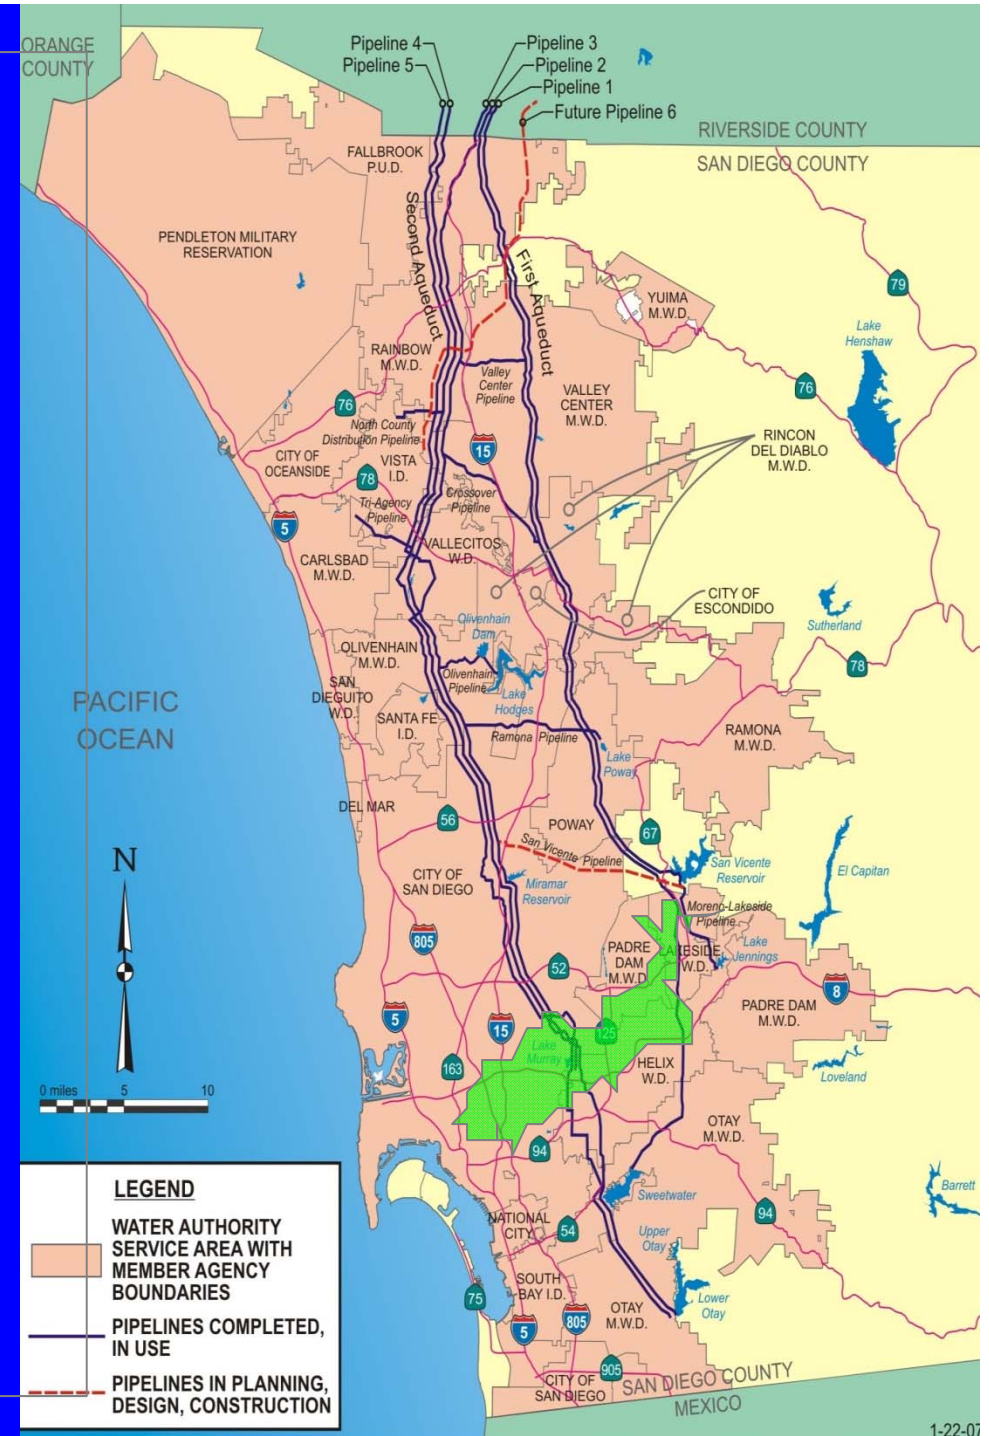 ORANGE
COUNTY
Pipeline 4
Pipeline 5
Pipeline 3
Pipeline 2
Pipeline 1
Future Pipeline 6
RIVERSIDE COUNTY
SAN DIEGO COUNTY
FALLBROOK
P.U.D.
Second Aqueduct
First Aqueduct
PENDLETON MILITARY
RESERVATION
79
YUIMA
M.W.D.
Lake
Henshaw
RAINBOW
M.W.D.
Valley
Center
Pipeline
VALLEY
CENTER
M.W.D.
76
76
North County
Distribution Pipeline
15
RINCON
DEL DIABLO
M.W.D.
CITY OF
OCEANSIDE
VISTA
I.D.
78
Crossover
Pipeline
Tri-Agency
Pipeline
5
VALLECITOS
W.D.
CARLSBAD
M.W.D.
CITY OF
ESCONDIDO
Sutherland
Olivenhain
Dam
OLIVENHAIN
M.W.D.
78
Olivenhain
Pipeline
Lake
Hodges
SAN
DIEGUITO
W.D.
SANTA FE
I.D.
PACIFIC
OCEAN
Ramona Pipeline
RAMONA
M.W.D.
Lake
Poway
DEL MAR
56
POWAY
67
San Vicente Pipeline
San Vicente
Reservoir
El Capitan
N
CITY OF
SAN DIEGO
Miramar
Reservoir
Moreno-Lakeside
Pipeline
805
PADRE
DAM
M.W.D.
LAKESIDE
W.D.
Lake
Jennings
52
8
PADRE DAM
M.W.D.
5
15
125
Lake
Murray
163
HELIX
W.D.
Loveland
0 miles 5 10
OTAY
M.W.D.
94
Sweetwater
Barrett
94
NATIONAL
CITY
54
Upper
Otay
SOUTH
BAY I.D.
75
Lower
Otay
OTAY
M.W.D.
5
805
905
CITY OF
SAN DIEGO
SAN DIEGO COUNTY
MEXICO
LEGEND
WATER AUTHORITY
SERVICE AREA WITH
MEMBER AGENCY
BOUNDARIES
PIPELINES COMPLETED,
IN USE
PIPELINES IN PLANNING,
DESIGN, CONSTRUCTION
1-22-07